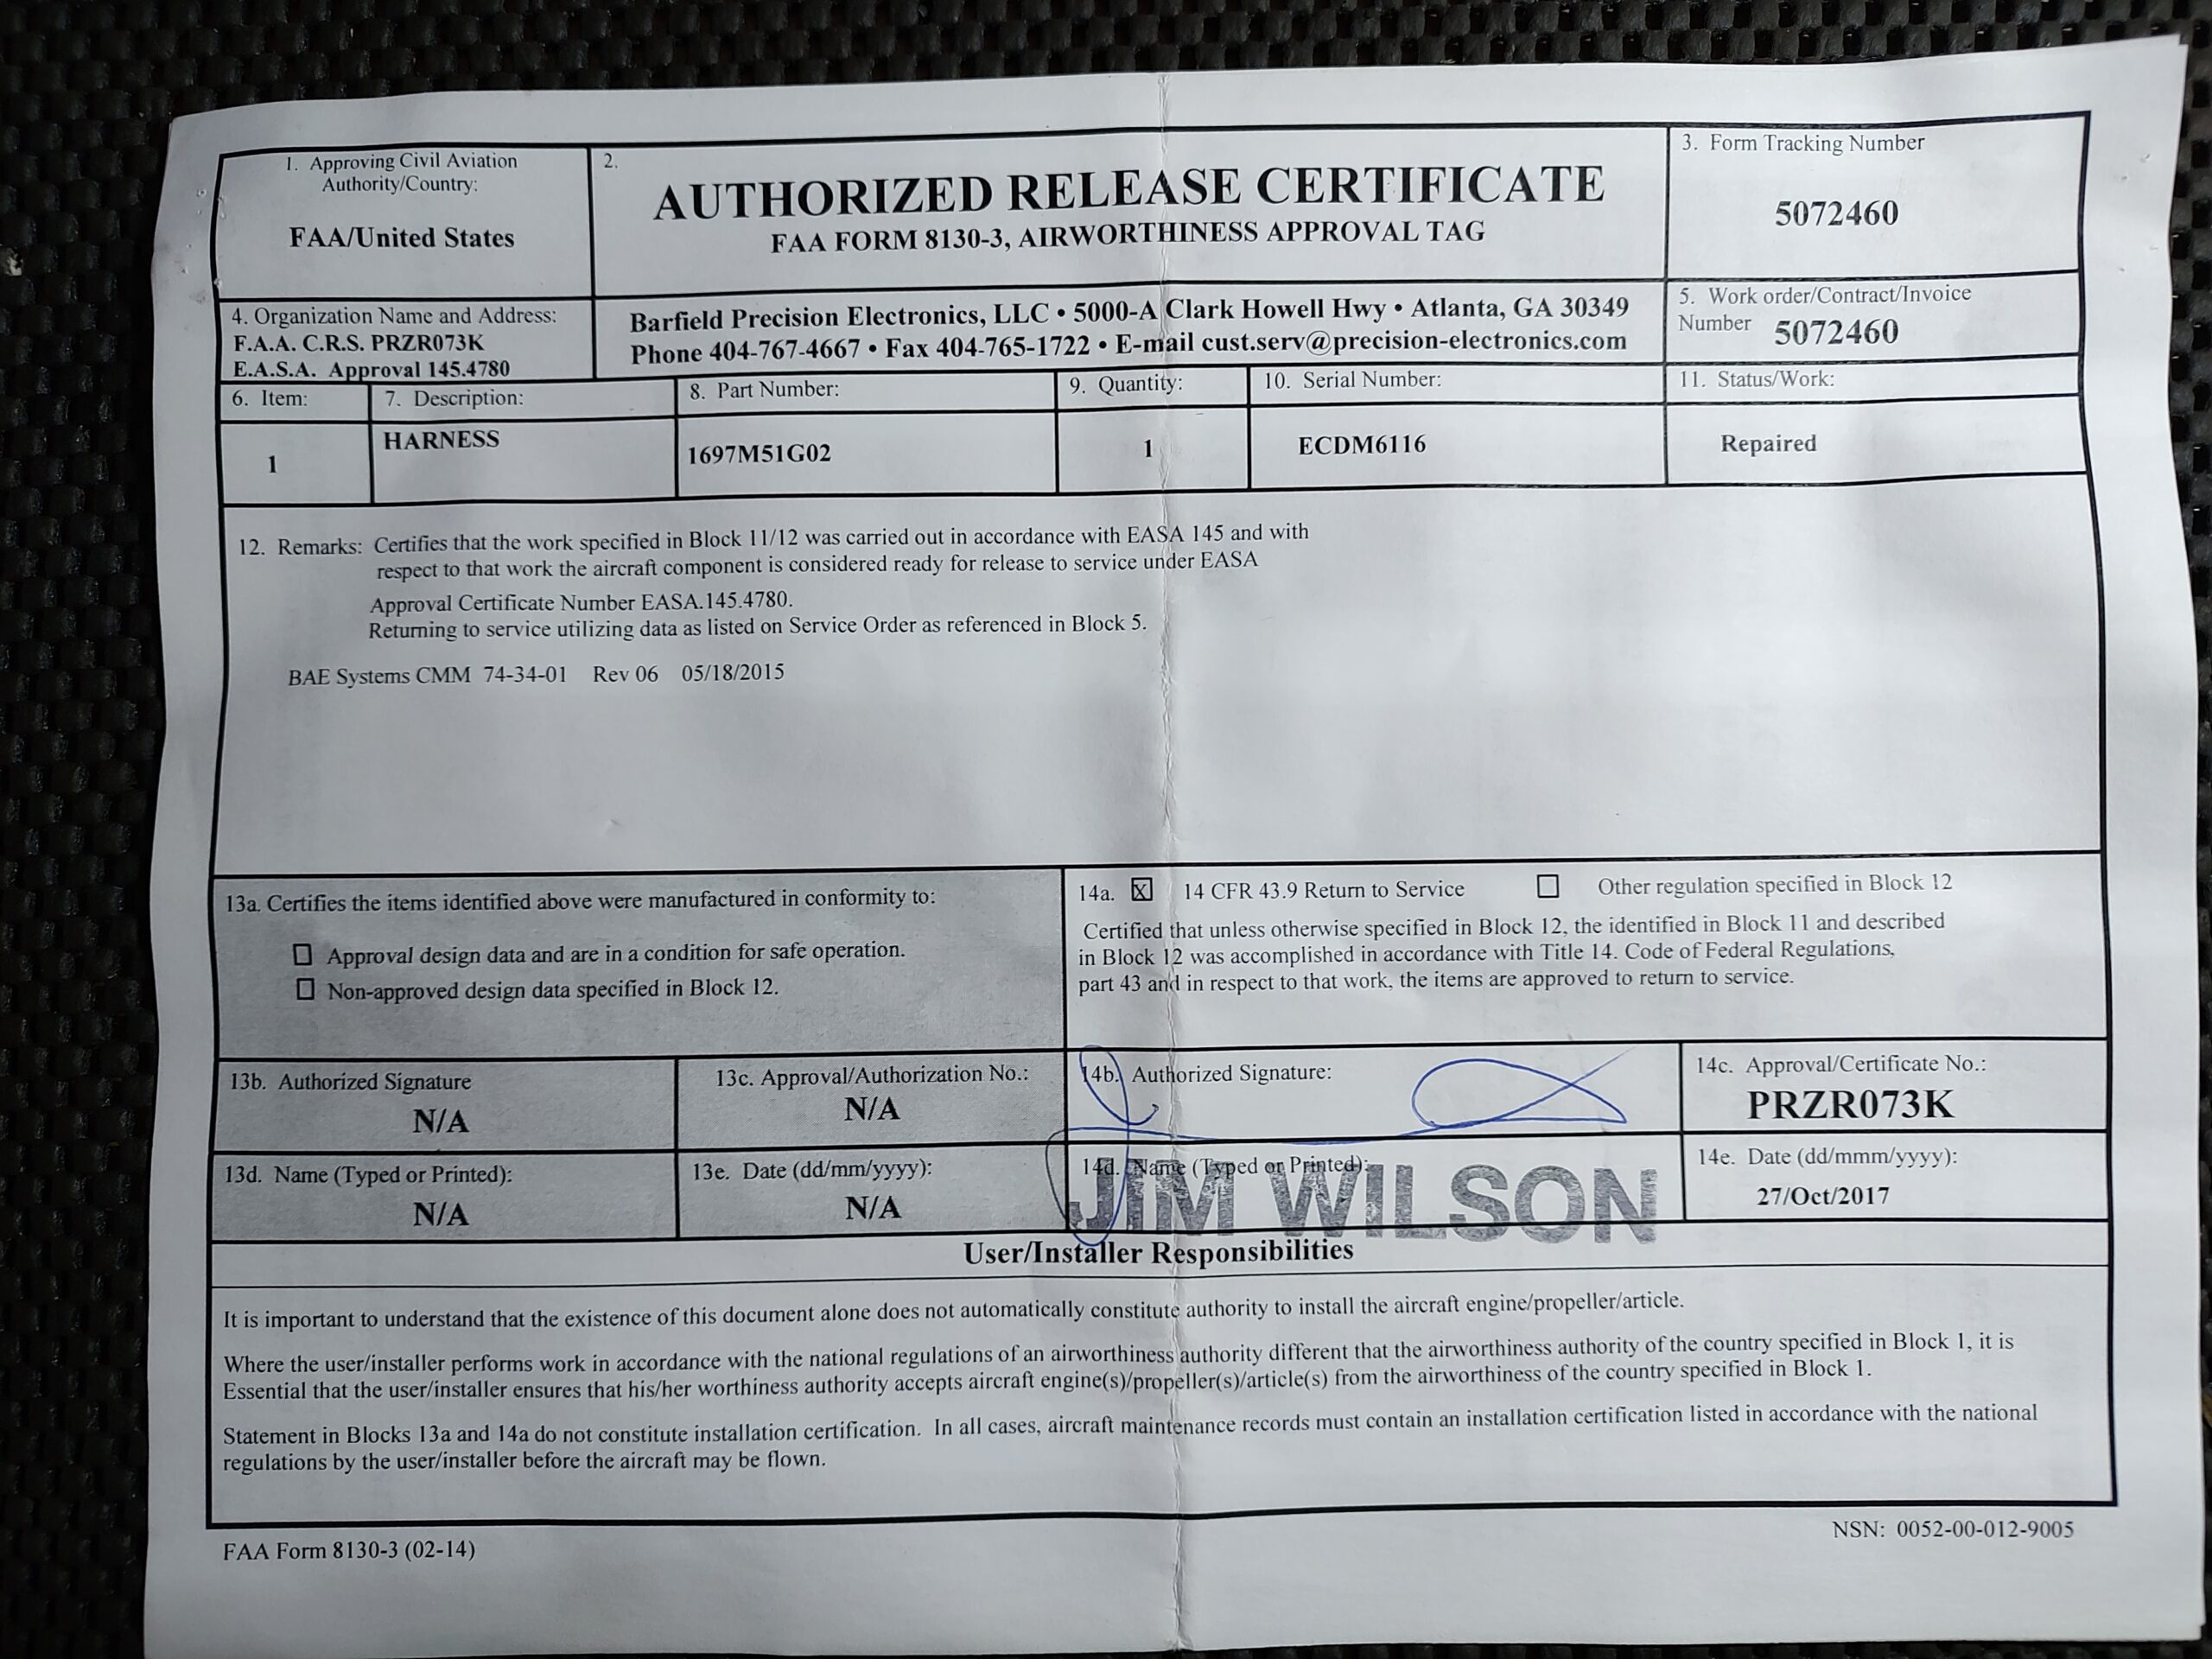 1. Approving Civil Aviation
Authority/Country:
FAA/United States
2.
AUTHORIZED RELEASE CERTIFICATE
FAA FORM 8130-3, AIRWORTHINESS APPROVAL TAG
3. Form Tracking Number
5072460
4. Organization Name and Address:
F.A.A. C.R.S. PRZR073K
E.A.S.A. Approval 145.4780
Barfield Precision Electronics, LLC • 5000-A Clark Howell Hwy • Atlanta, GA 30349
Phone 404-767-4667 • Fax 404-765-1722 • E-mail cust.serv@precision-electronics.com
5. Work order/Contract/Invoice
Number 5072460
6. Item:
7. Description:
8. Part Number:
9. Quantity:
10. Serial Number:
11. Status/Work:
1
HARNESS
1697M51G02
1
ECDM6116
Repaired
12. Remarks: Certifies that the work specified in Block 11/12 was carried out in accordance with EASA 145 and with
respect to that work the aircraft component is considered ready for release to service under EASA
Approval Certificate Number EASA.145.4780.
Returning to service utilizing data as listed on Service Order as referenced in Block 5.
BAE Systems CMM 74-34-01 Rev 06 05/18/2015
13a. Certifies the items identified above were manufactured in conformity to:
Approval design data and are in a condition for safe operation.
Non-approved design data specified in Block 12.
14a. X 14 CFR 43.9 Return to Service
Other regulation specified in Block 12
Certified that unless otherwise specified in Block 12, the identified in Block 11 and described
in Block 12 was accomplished in accordance with Title 14. Code of Federal Regulations,
part 43 and in respect to that work, the items are approved to return to service.
13b. Authorized Signature
N/A
13c. Approval/Authorization No.:
N/A
14b. Authorized Signature:
14c. Approval/Certificate No.:
PRZR073K
13d. Name (Typed or Printed):
N/A
13e. Date (dd/mm/yyyy):
N/A
14d. Name (Typed or Printed):
JIM WILSON
14e. Date (dd/mmm/yyyy):
27/Oct/2017
User/Installer Responsibilities
It is important to understand that the existence of this document alone does not automatically constitute authority to install the aircraft engine/propeller/article.
Where the user/installer performs work in accordance with the national regulations of an airworthiness authority different that the airworthiness authority of the country specified in Block 1, it is
Essential that the user/installer ensures that his/her worthiness authority accepts aircraft engine(s)/propeller(s)/article(s) from the airworthiness of the country specified in Block 1.
Statement in Blocks 13a and 14a do not constitute installation certification. In all cases, aircraft maintenance records must contain an installation certification listed in accordance with the national
regulations by the user/installer before the aircraft may be flown.
FAA Form 8130-3 (02-14)
NSN: 0052-00-012-9005